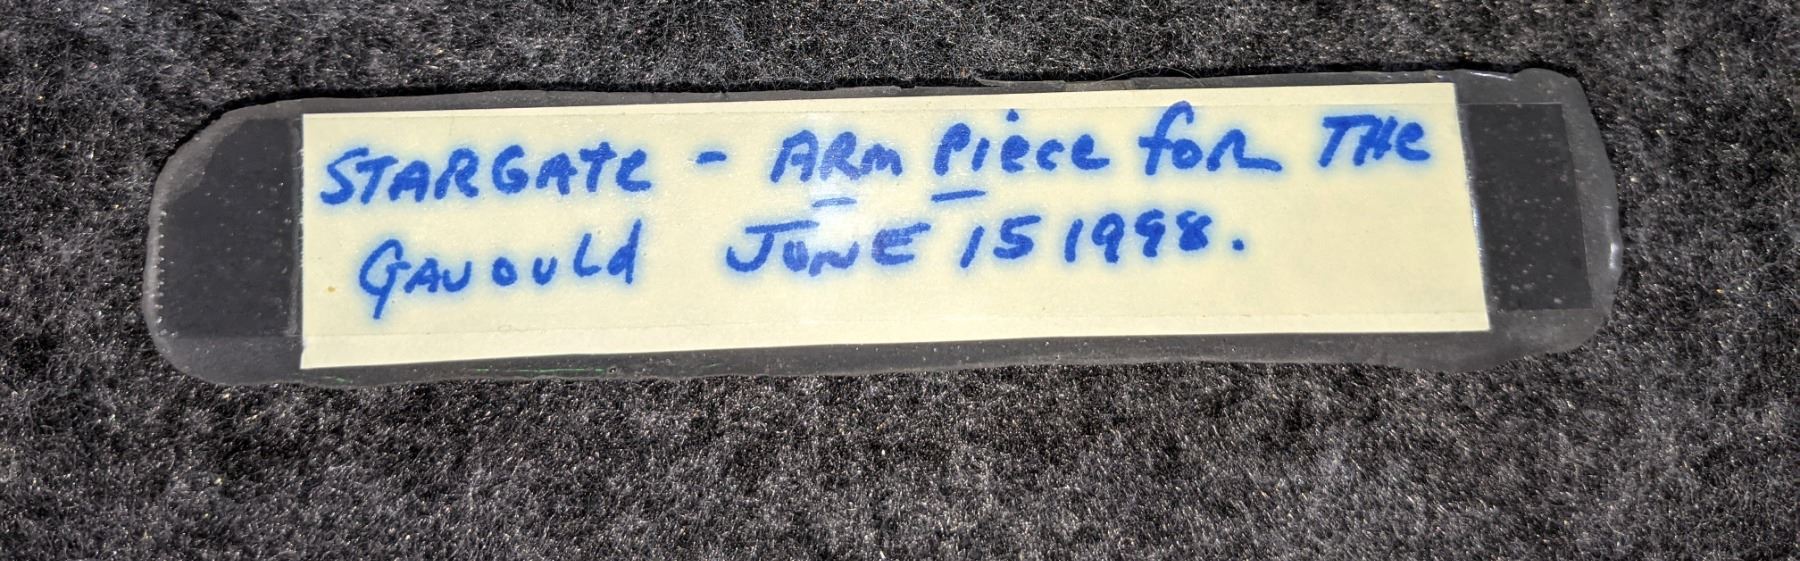 STARGATE - ARM PIECE FOR THE
GAUOULD JUNE 15 1998.